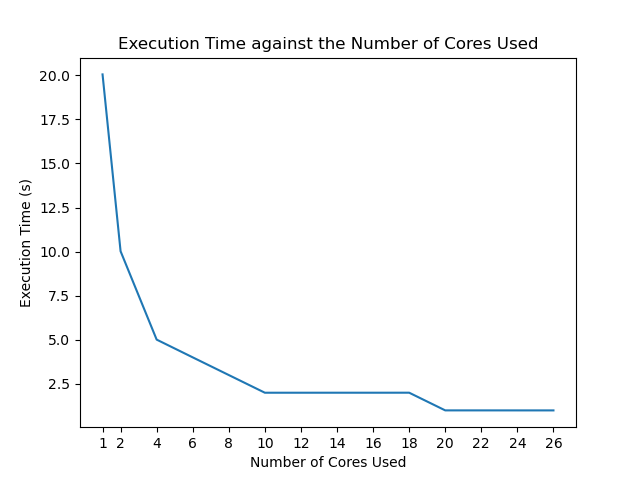 Execution Time against the Number of Cores Used
20.0
17.5
15.0
12.5
10.0
7.5
5.0
2.5
Execution Time (s)
1 2 4 6 8 10 12 14 16 18 20 22 24 26
Number of Cores Used